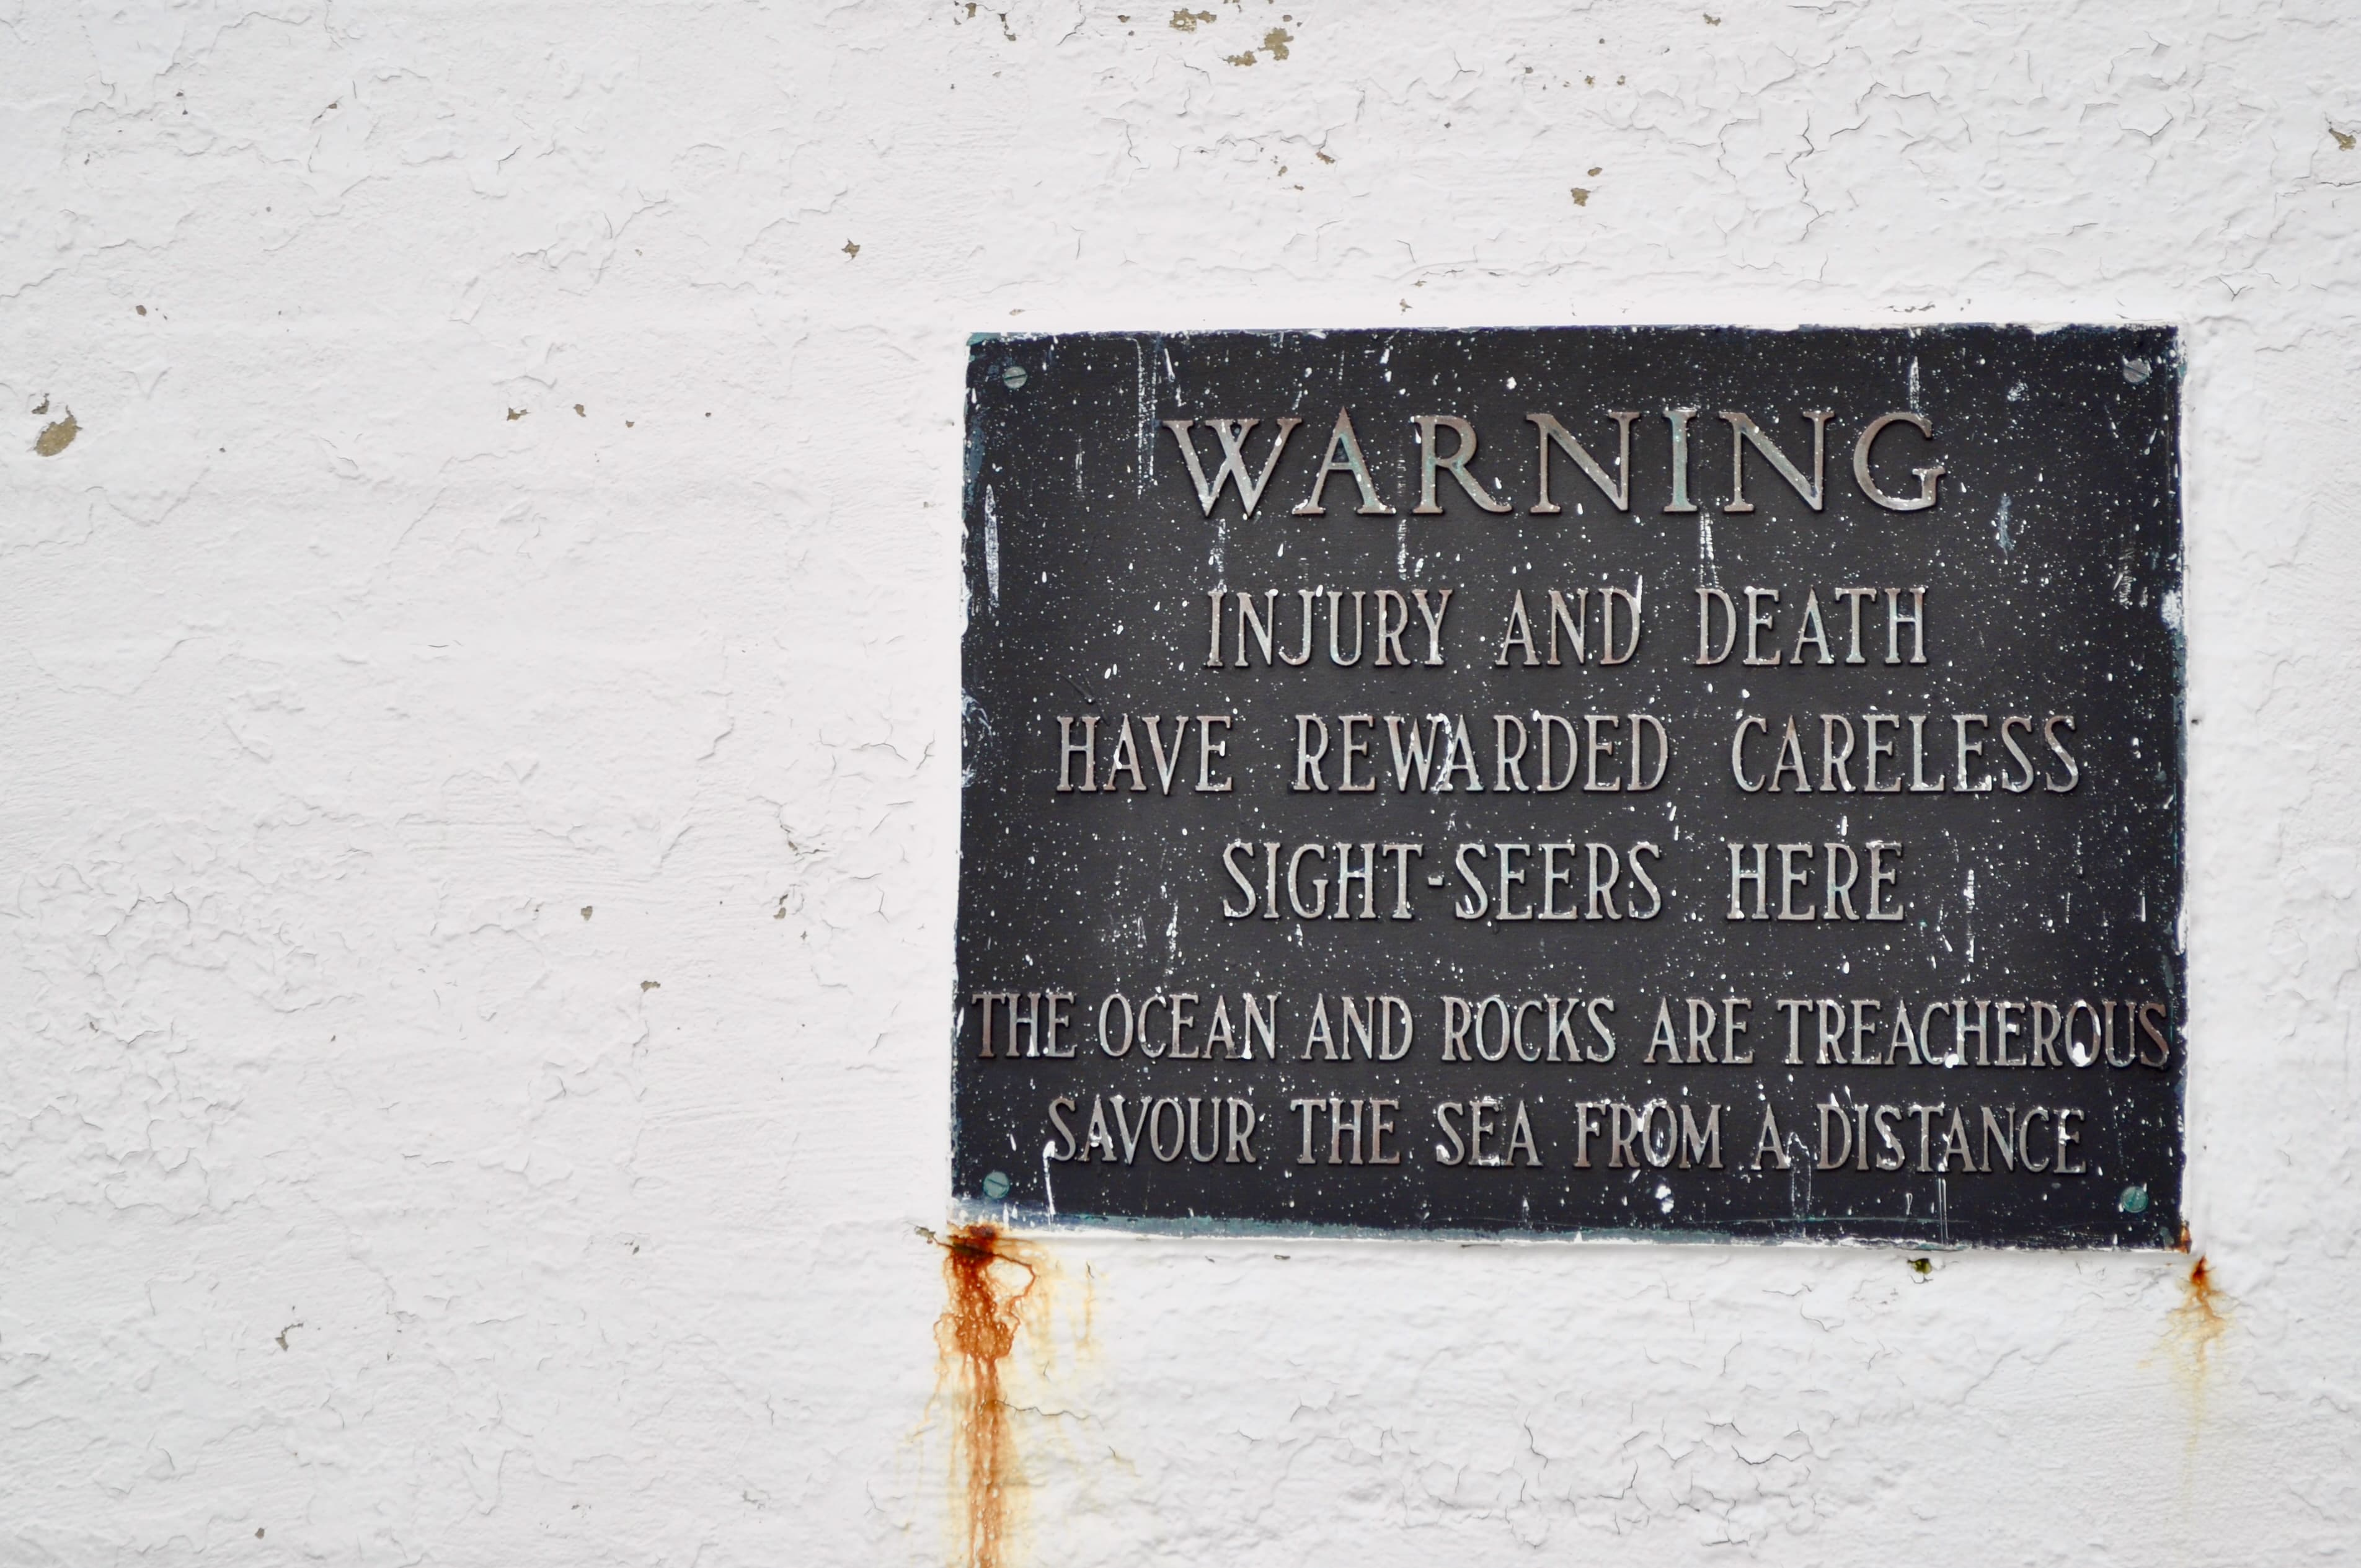 WARNING
INJURY AND DEATH
HAVE REWARDED CARELESS
SIGHT-SEERS HERE
THE OCEAN AND ROCKS ARE TREACHEROUS
SAVOUR THE SEA FROM A DISTANCE